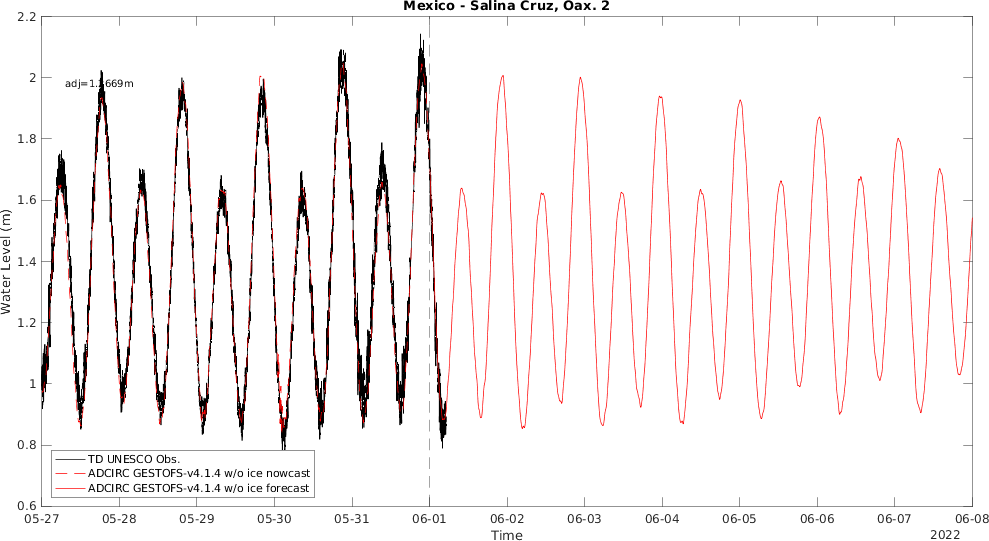 Mexico - Salina Cruz, Oax. 2
2.2
2
1.8
1.6
1.4
1.2
1
0.8
0.6
Water Level (m)
TD UNESCO Obs.
ADCIRC GESTOFS-v4.1.4 w/o ice nowcast
ADCIRC GESTOFS-v4.1.4 w/o ice forecast
05-27 05-28 05-29 05-30 05-31 06-01 06-02 06-03 06-04 06-05 06-06 06-07 06-08
Time
2022